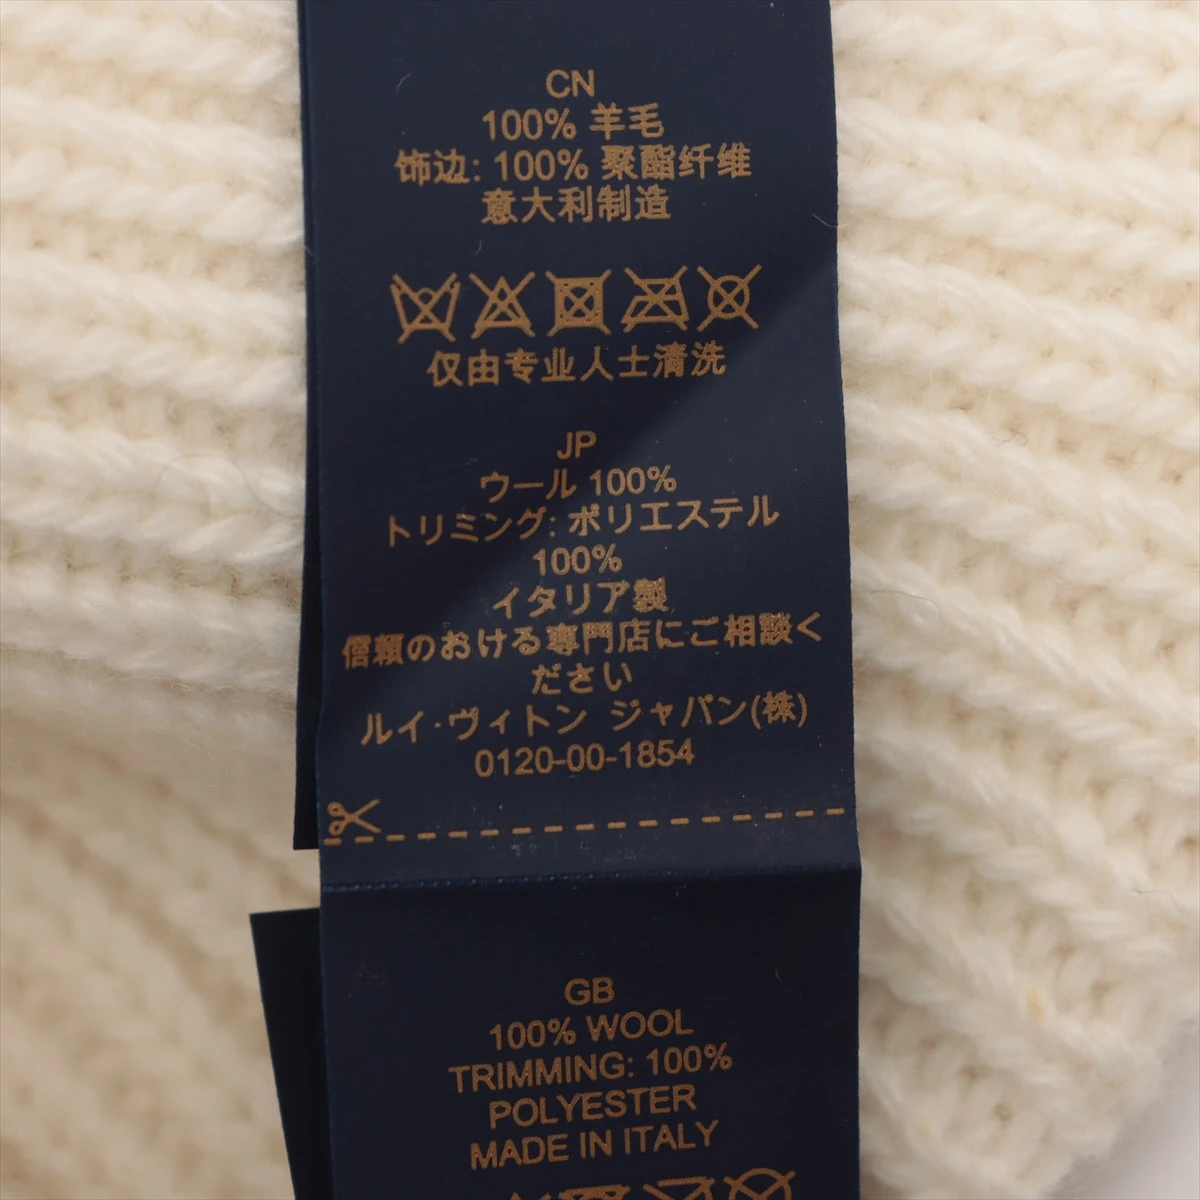 CN
100% 羊毛
饰边: 100% 聚酯纤维
意大利制造
仅由专业人士清洗
JP
ウール 100%
トリミング: ポリエステル
100%
イタリア製
信頼のおける専門店にご相談く
ださい
ルイ·ヴィトン ジャパン(株)
0120-00-1854
GB
100% WOOL
TRIMMING: 100%
POLYESTER
MADE IN ITALY